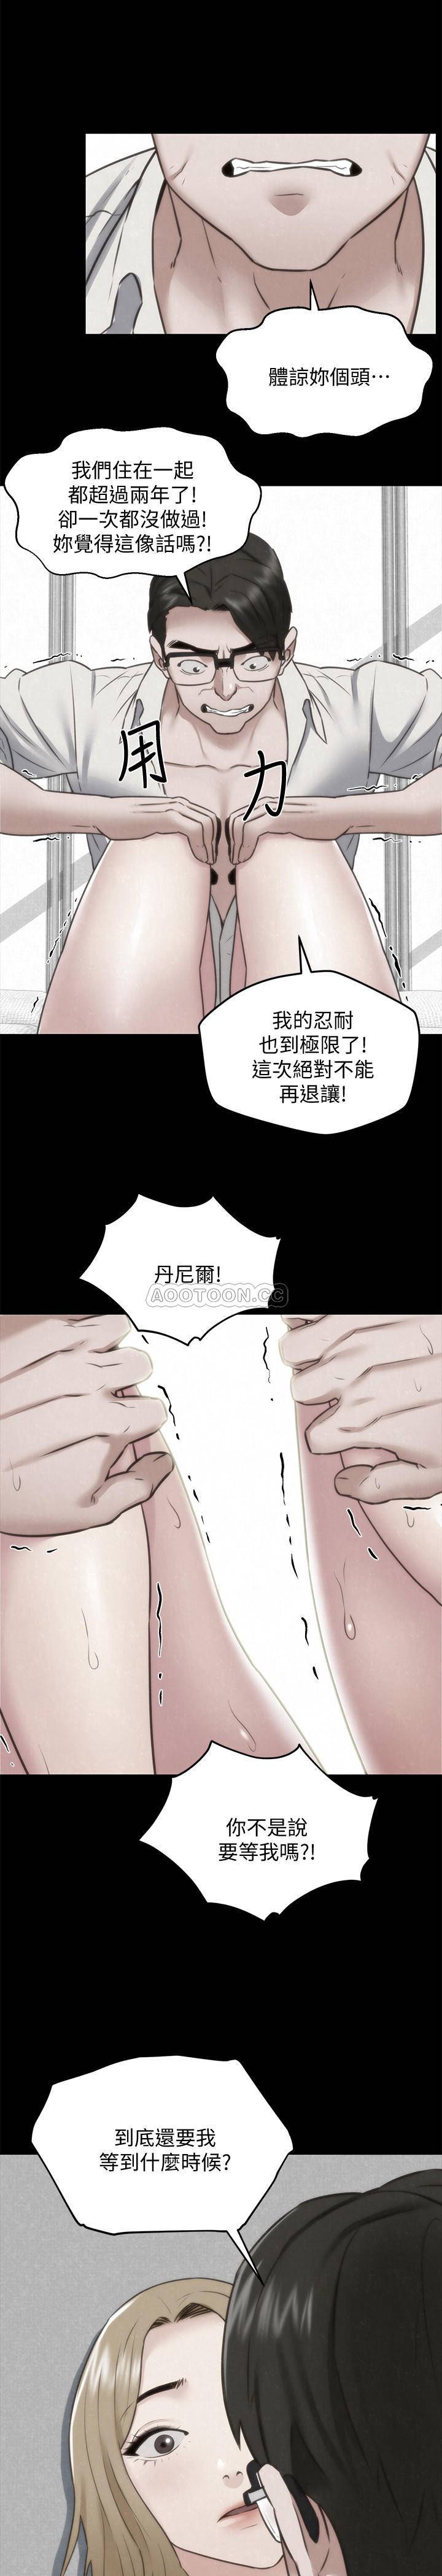 體諒妳個頭…
我們住在一起
都超過兩年了!
卻一次都沒做過!
妳覺得這像話嗎?!
用力
我的忍耐
也到極限了!
這次絕對不能
再退讓!
丹尼爾!
AOOTOON.CC
你不是說
要等我嗎?!
到底還要我
等到什麼時候?